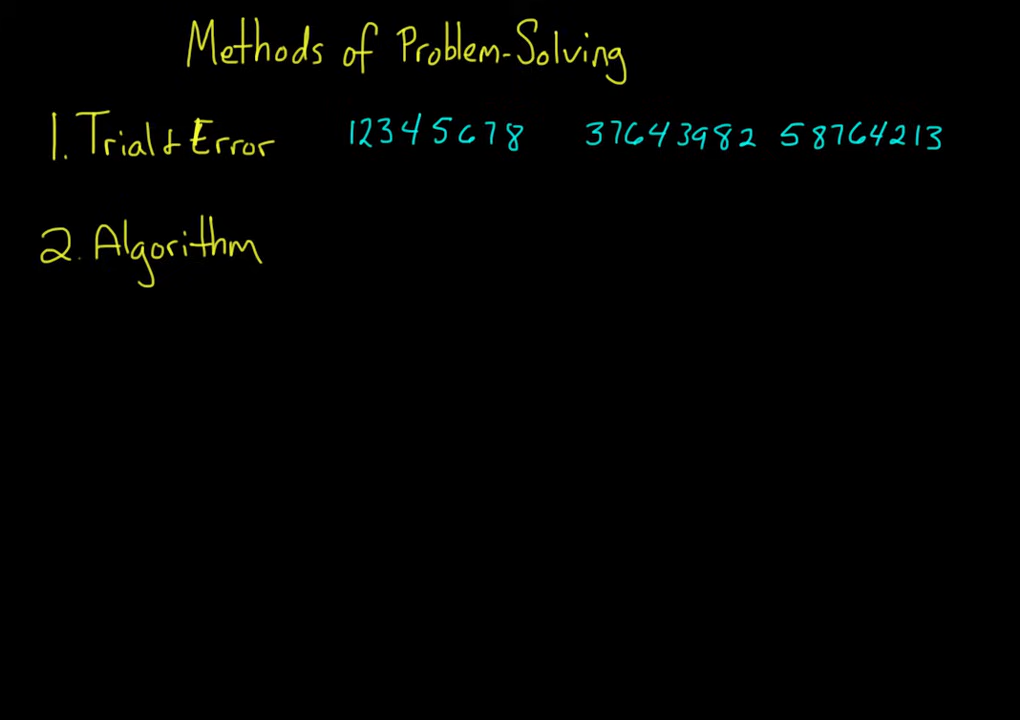 Methods of Problem-Solving
1. Trial & Error 12345678 37643982 58764213
2. Algorithm